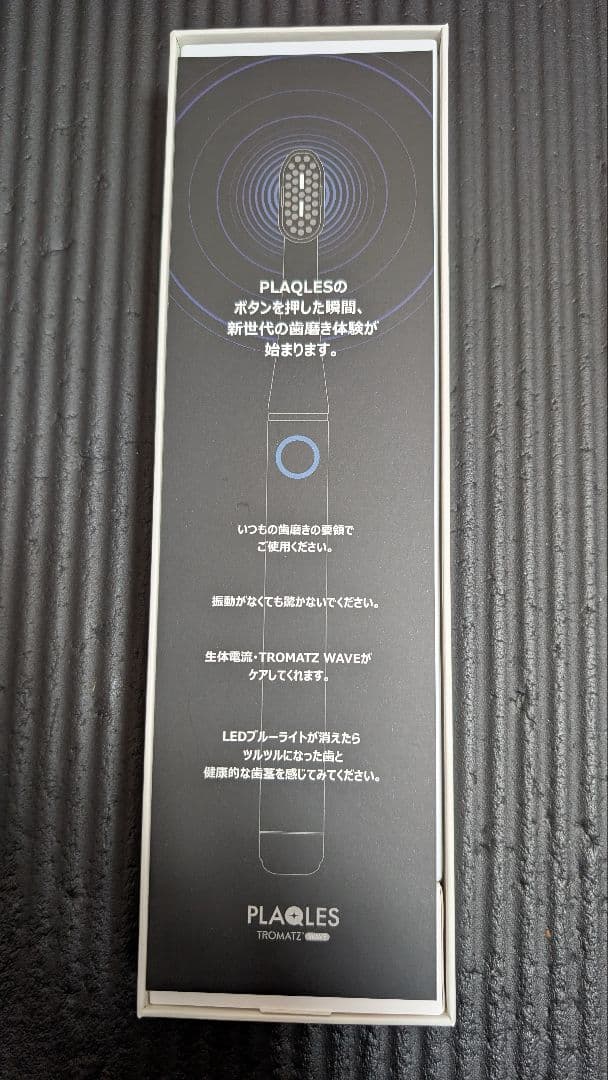 PLAQLESの
ボタンを押した瞬間、
新世代の歯磨き体験が
始まります。
いつもの歯磨きの要領で
ご使用ください。
振動がなくても驚かないでください。
生体電流・TROMATZ WAVEが
ケアしてくれます。
LEDブルーライトが消えたら
ツルツルになった歯と
健康的な歯茎を感じてみてください。
PLAQLES
TROMATZ